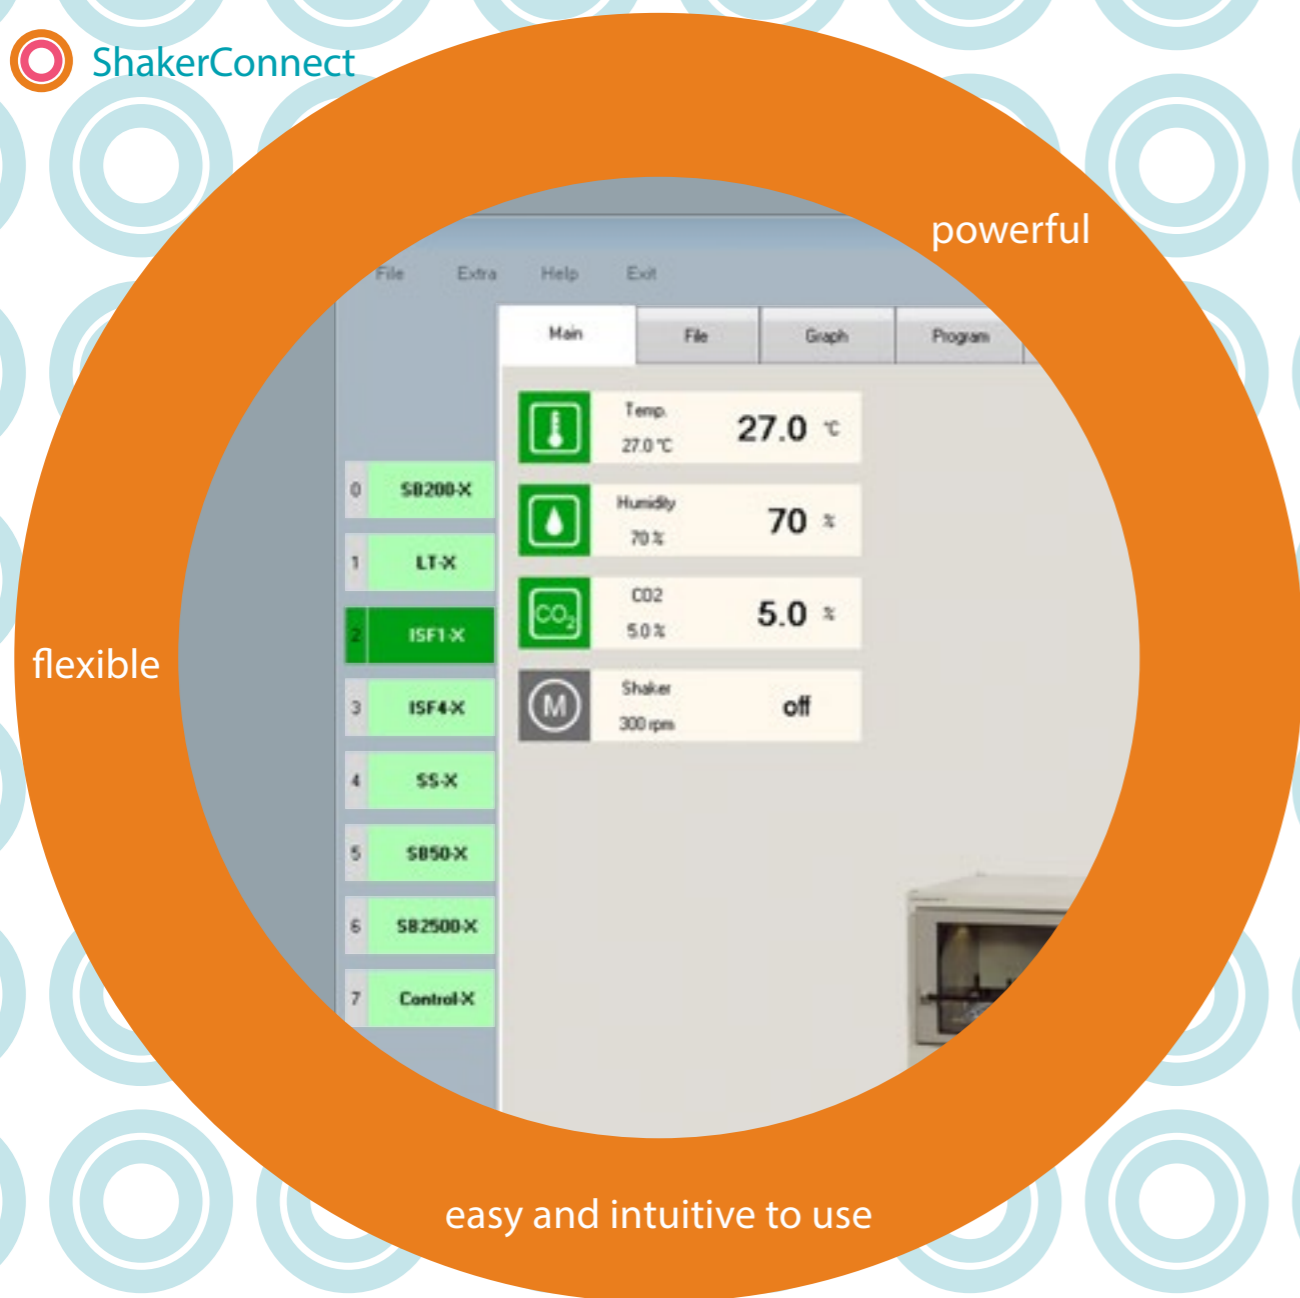 ShakerConnect
powerful
File Extra Help Exit
Main File Graph Program
Temp.
27.0 °C 27.0 °C
Humidity
70 % 70 %
CO2
CO₂ 5.0 % 5.0 %
Shaker
M 300 rpm off
0 SB200-X
1 LT-X
2 ISF1-X
3 ISF4-X
4 SS-X
5 SB50-X
6 SB2500-X
7 Control-X
flexible
easy and intuitive to use